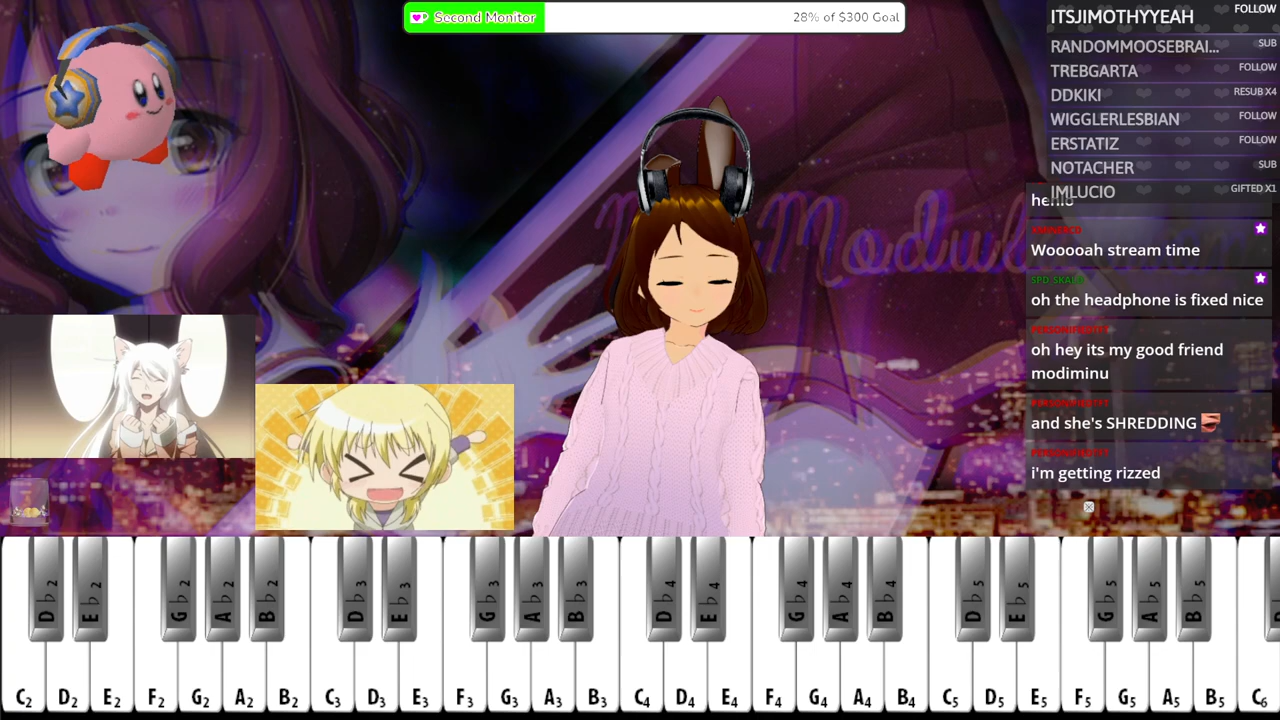 Second Monitor
28% of $300 Goal
ITSJIMOTHYYEAH FOLLOW
RANDOMMOOSEBRAI... SUB
TREBGARTA FOLLOW
DDKIKI RESUB X4
WIGGLERLESBIAN FOLLOW
ERSTATIZ FOLLOW
NOTACHER SUB
IMLUCIO GIFTED X1
Wooooah stream time
oh the headphone is fixed nice
oh hey its my good friend
modiminu
and she's SHREDDING
i'm getting rizzed
D♭2 E♭2 G♭2 A♭2 B♭2 D♭3 E♭3 G♭3 A♭3 B♭3 D♭4 E♭4 G♭4 A♭4 B♭4 D♭5 E♭5 G♭5 A♭5 B♭5
C2 D2 E2 F2 G2 A2 B2 C3 D3 E3 F3 G3 A3 B3 C4 D4 E4 F4 G4 A4 B4 C5 D5 E5 F5 G5 A5 B5 C6